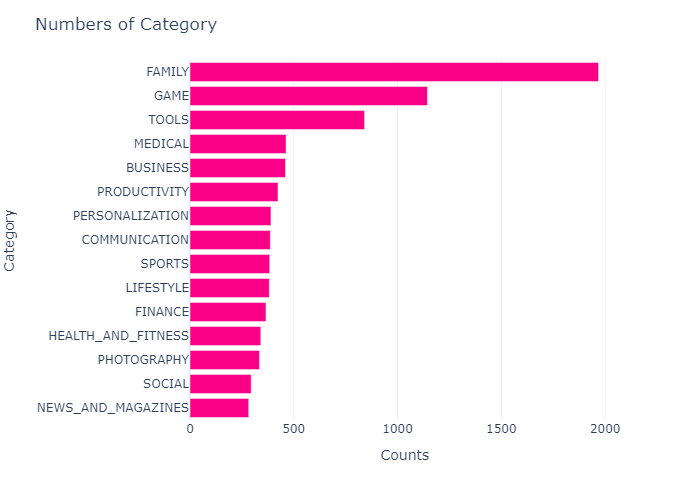 Numbers of Category
FAMILY
GAME
TOOLS
MEDICAL
BUSINESS
PRODUCTIVITY
PERSONALIZATION
COMMUNICATION
SPORTS
LIFESTYLE
FINANCE
HEALTH_AND_FITNESS
PHOTOGRAPHY
SOCIAL
NEWS_AND_MAGAZINES
Category
0 500 1000 1500 2000
Counts